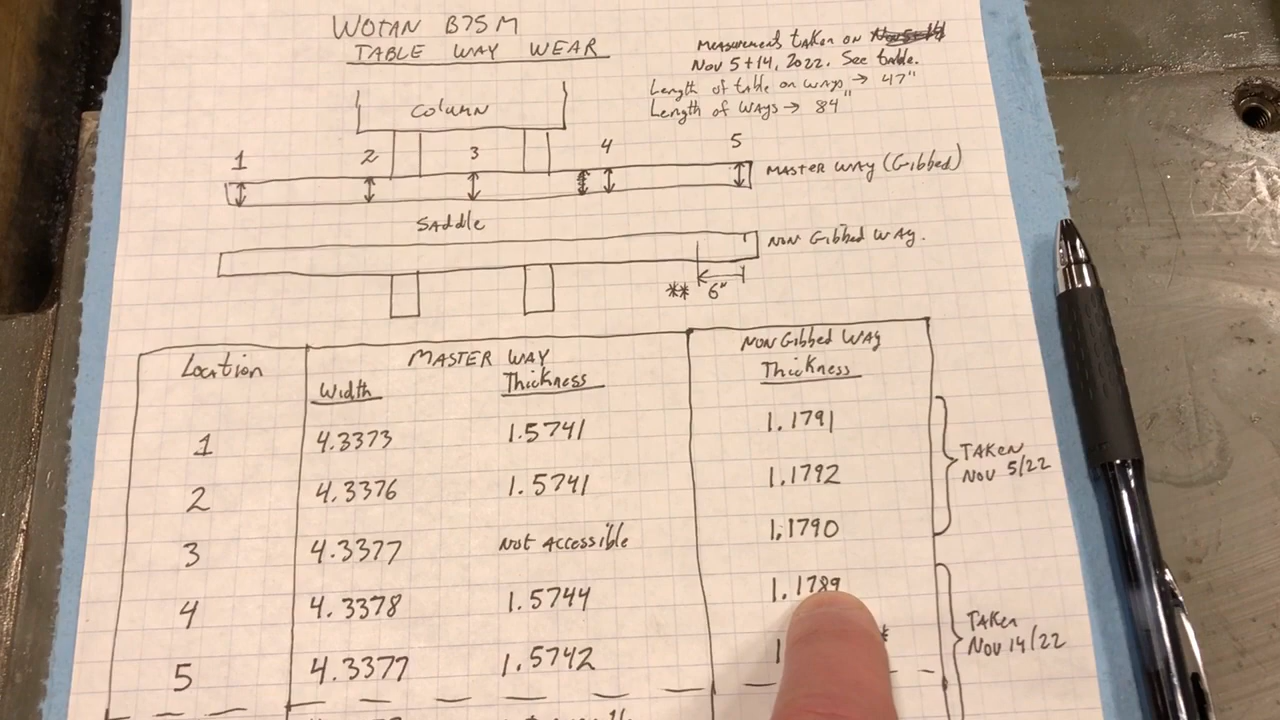 WOTAN B75M
TABLE WAY WEAR
Measurements taken on
Nov 5+14, 2022. See table.
Length of table on ways → 47"
Length of ways → 84"
COLUMN
1 2 3 4 5
MASTER WAY (Gibbed)
SAddle
NON Gibbed WAY.
** 6"
Location MASTER WAY NON Gibbed WAY
Width Thickness Thickness
1 4.3373 1.5741 1.1791
2 4.3376 1.5741 1.1792
TAKEN
NOV 5/22
3 4.3377 Not Accessible 1.1790
4 4.3378 1.5744 1.1789
TAKEN
Nov 14/22
5 4.3377 1.5742 1